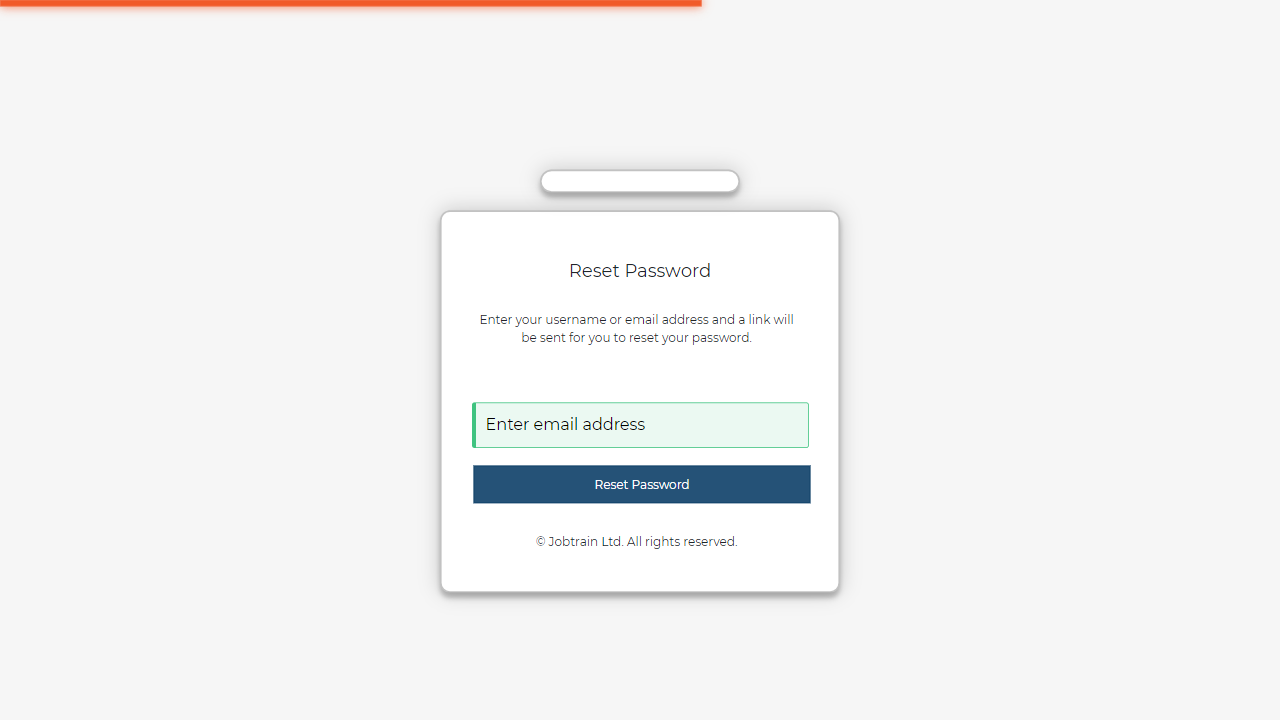 Reset Password
Enter your username or email address and a link will
be sent for you to reset your password.
Enter email address
Reset Password
© Jobtrain Ltd. All rights reserved.